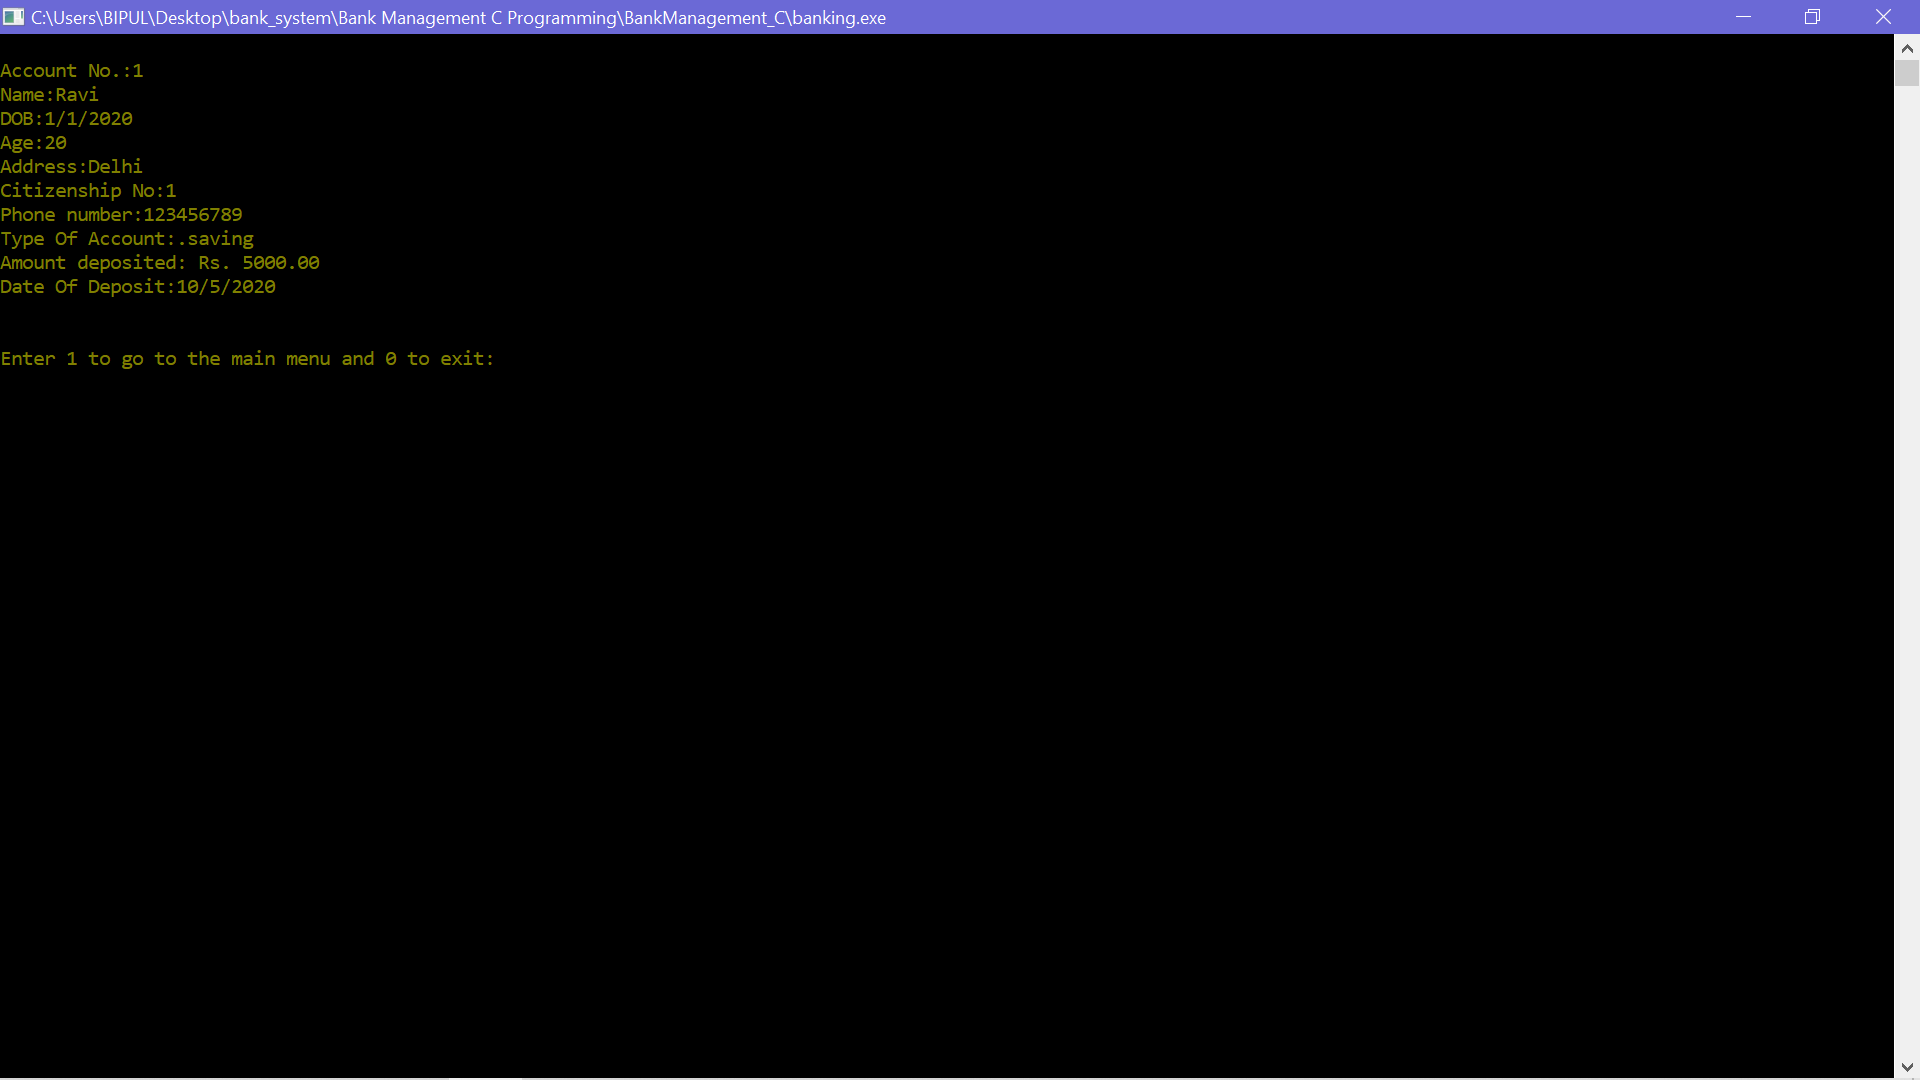 C:\Users\BIPUL\Desktop\bank_system\Bank Management C Programming\BankManagement_C\banking.exe
Account No.:1
Name:Ravi
DOB:1/1/2020
Age:20
Address:Delhi
Citizenship No:1
Phone number:123456789
Type Of Account:.saving
Amount deposited: Rs. 5000.00
Date Of Deposit:10/5/2020
Enter 1 to go to the main menu and 0 to exit: